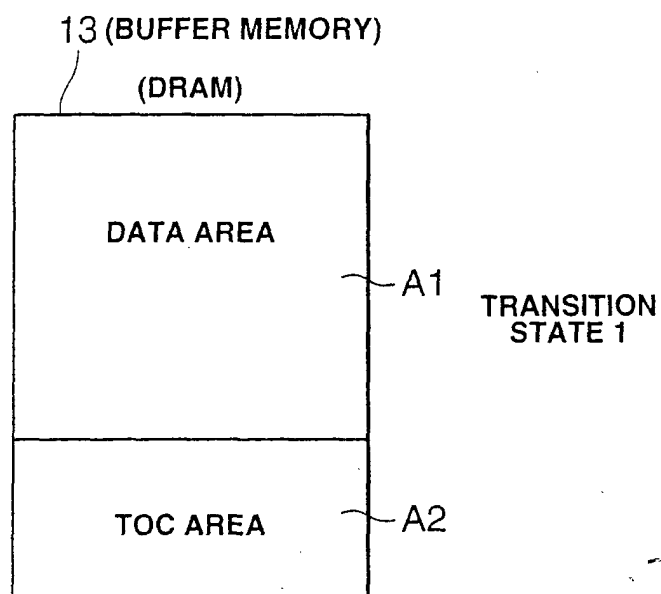 13 (BUFFER MEMORY)
(DRAM)
DATA AREA
A1
TRANSITION
STATE 1
TOC AREA
A2